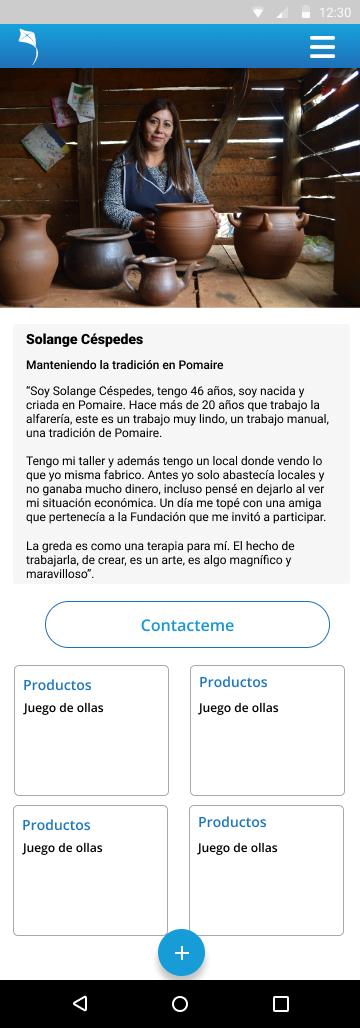 12:30
Solange Céspedes
Manteniendo la tradición en Pomaire
“Soy Solange Céspedes, tengo 46 años, soy nacida y
criada en Pomaire. Hace más de 20 años que trabajo la
alfarería, este es un trabajo muy lindo, un trabajo manual,
una tradición de Pomaire.
Tengo mi taller y además tengo un local donde vendo lo
que yo misma fabrico. Antes yo solo abastecía locales y
no ganaba mucho dinero, incluso pensé en dejarlo al ver
mi situación económica. Un día me topé con una amiga
que pertenecía a la Fundación que me invitó a participar.
La greda es como una terapia para mí. El hecho de
trabajarla, de crear, es un arte, es algo magnífico y
maravilloso”.
Contacteme
Productos
Juego de ollas
Productos
Juego de ollas
Productos
Juego de ollas
Productos
Juego de ollas